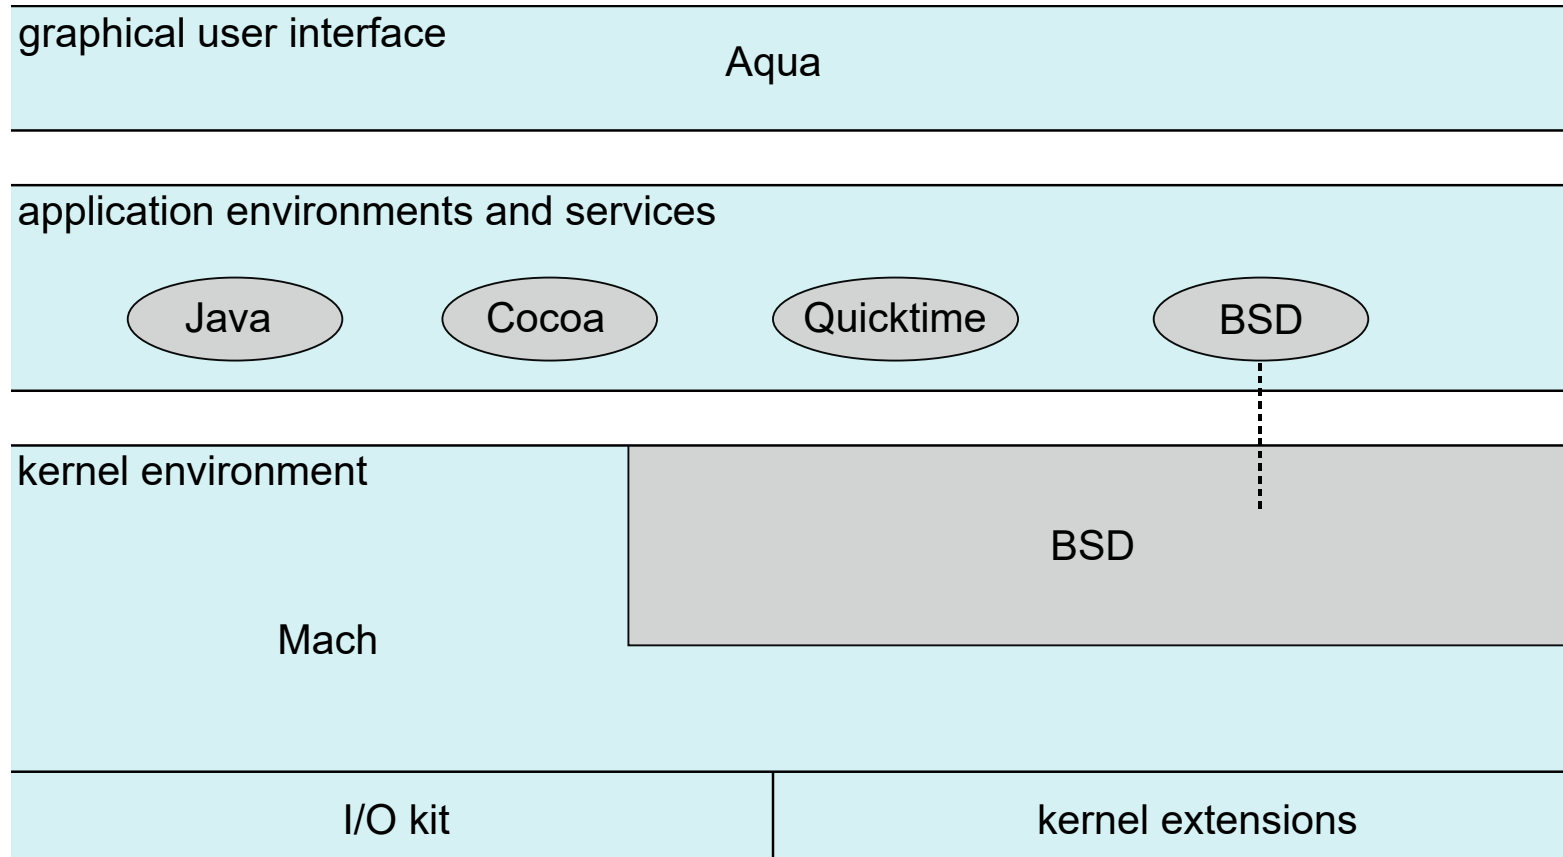 graphical user interface
Aqua
application environments and services
Java
Cocoa
Quicktime
BSD
kernel environment
BSD
Mach
I/O kit
kernel extensions